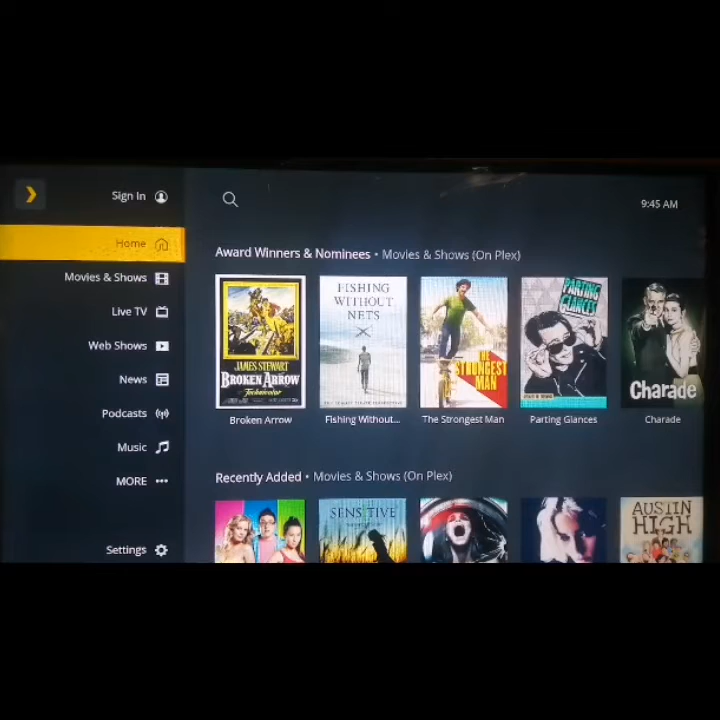 Sign In
9:45 AM
Home
Movies & Shows
Live TV
Web Shows
News
Podcasts
Music
MORE
Settings
Award Winners & Nominees • Movies & Shows (On Plex)
JAMES STEWART
BROKEN ARROW
Technicolor
FISHING
WITHOUT
NETS
THE
STRONGEST
MAN
PARTING
GLANCES
Charade
Broken Arrow
Fishing Without...
The Strongest Man
Parting Glances
Charade
Recently Added • Movies & Shows (On Plex)
SENSITIVE
AUSTIN
HIGH